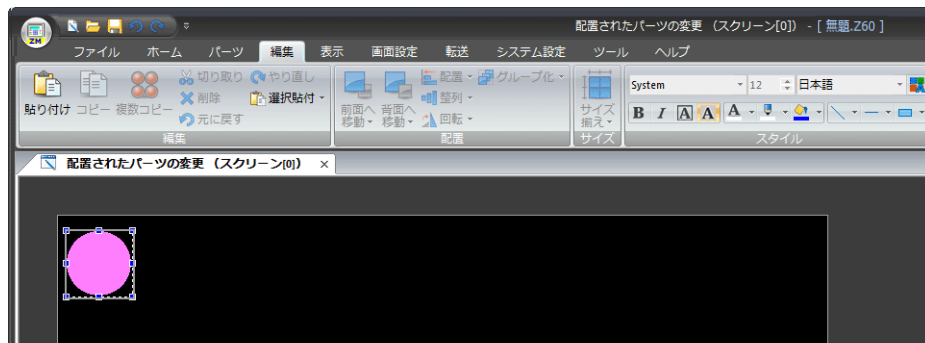 配置されたパーツの変更 （スクリーン[0]） - [ 無題.Z60 ]
ZM
ファイル ホーム パーツ 編集 表示 画面設定 転送 システム設定 ツール ヘルプ
貼り付け コピー 複数コピー 切り取り やり直し
削除 選択貼付
元に戻す
前面へ移動 背面へ移動 配置 グループ化
整列
回転
サイズ揃え
System 12 日本語
B I A A A
編集 配置 サイズ スタイル
配置されたパーツの変更 （スクリーン[0]） ×